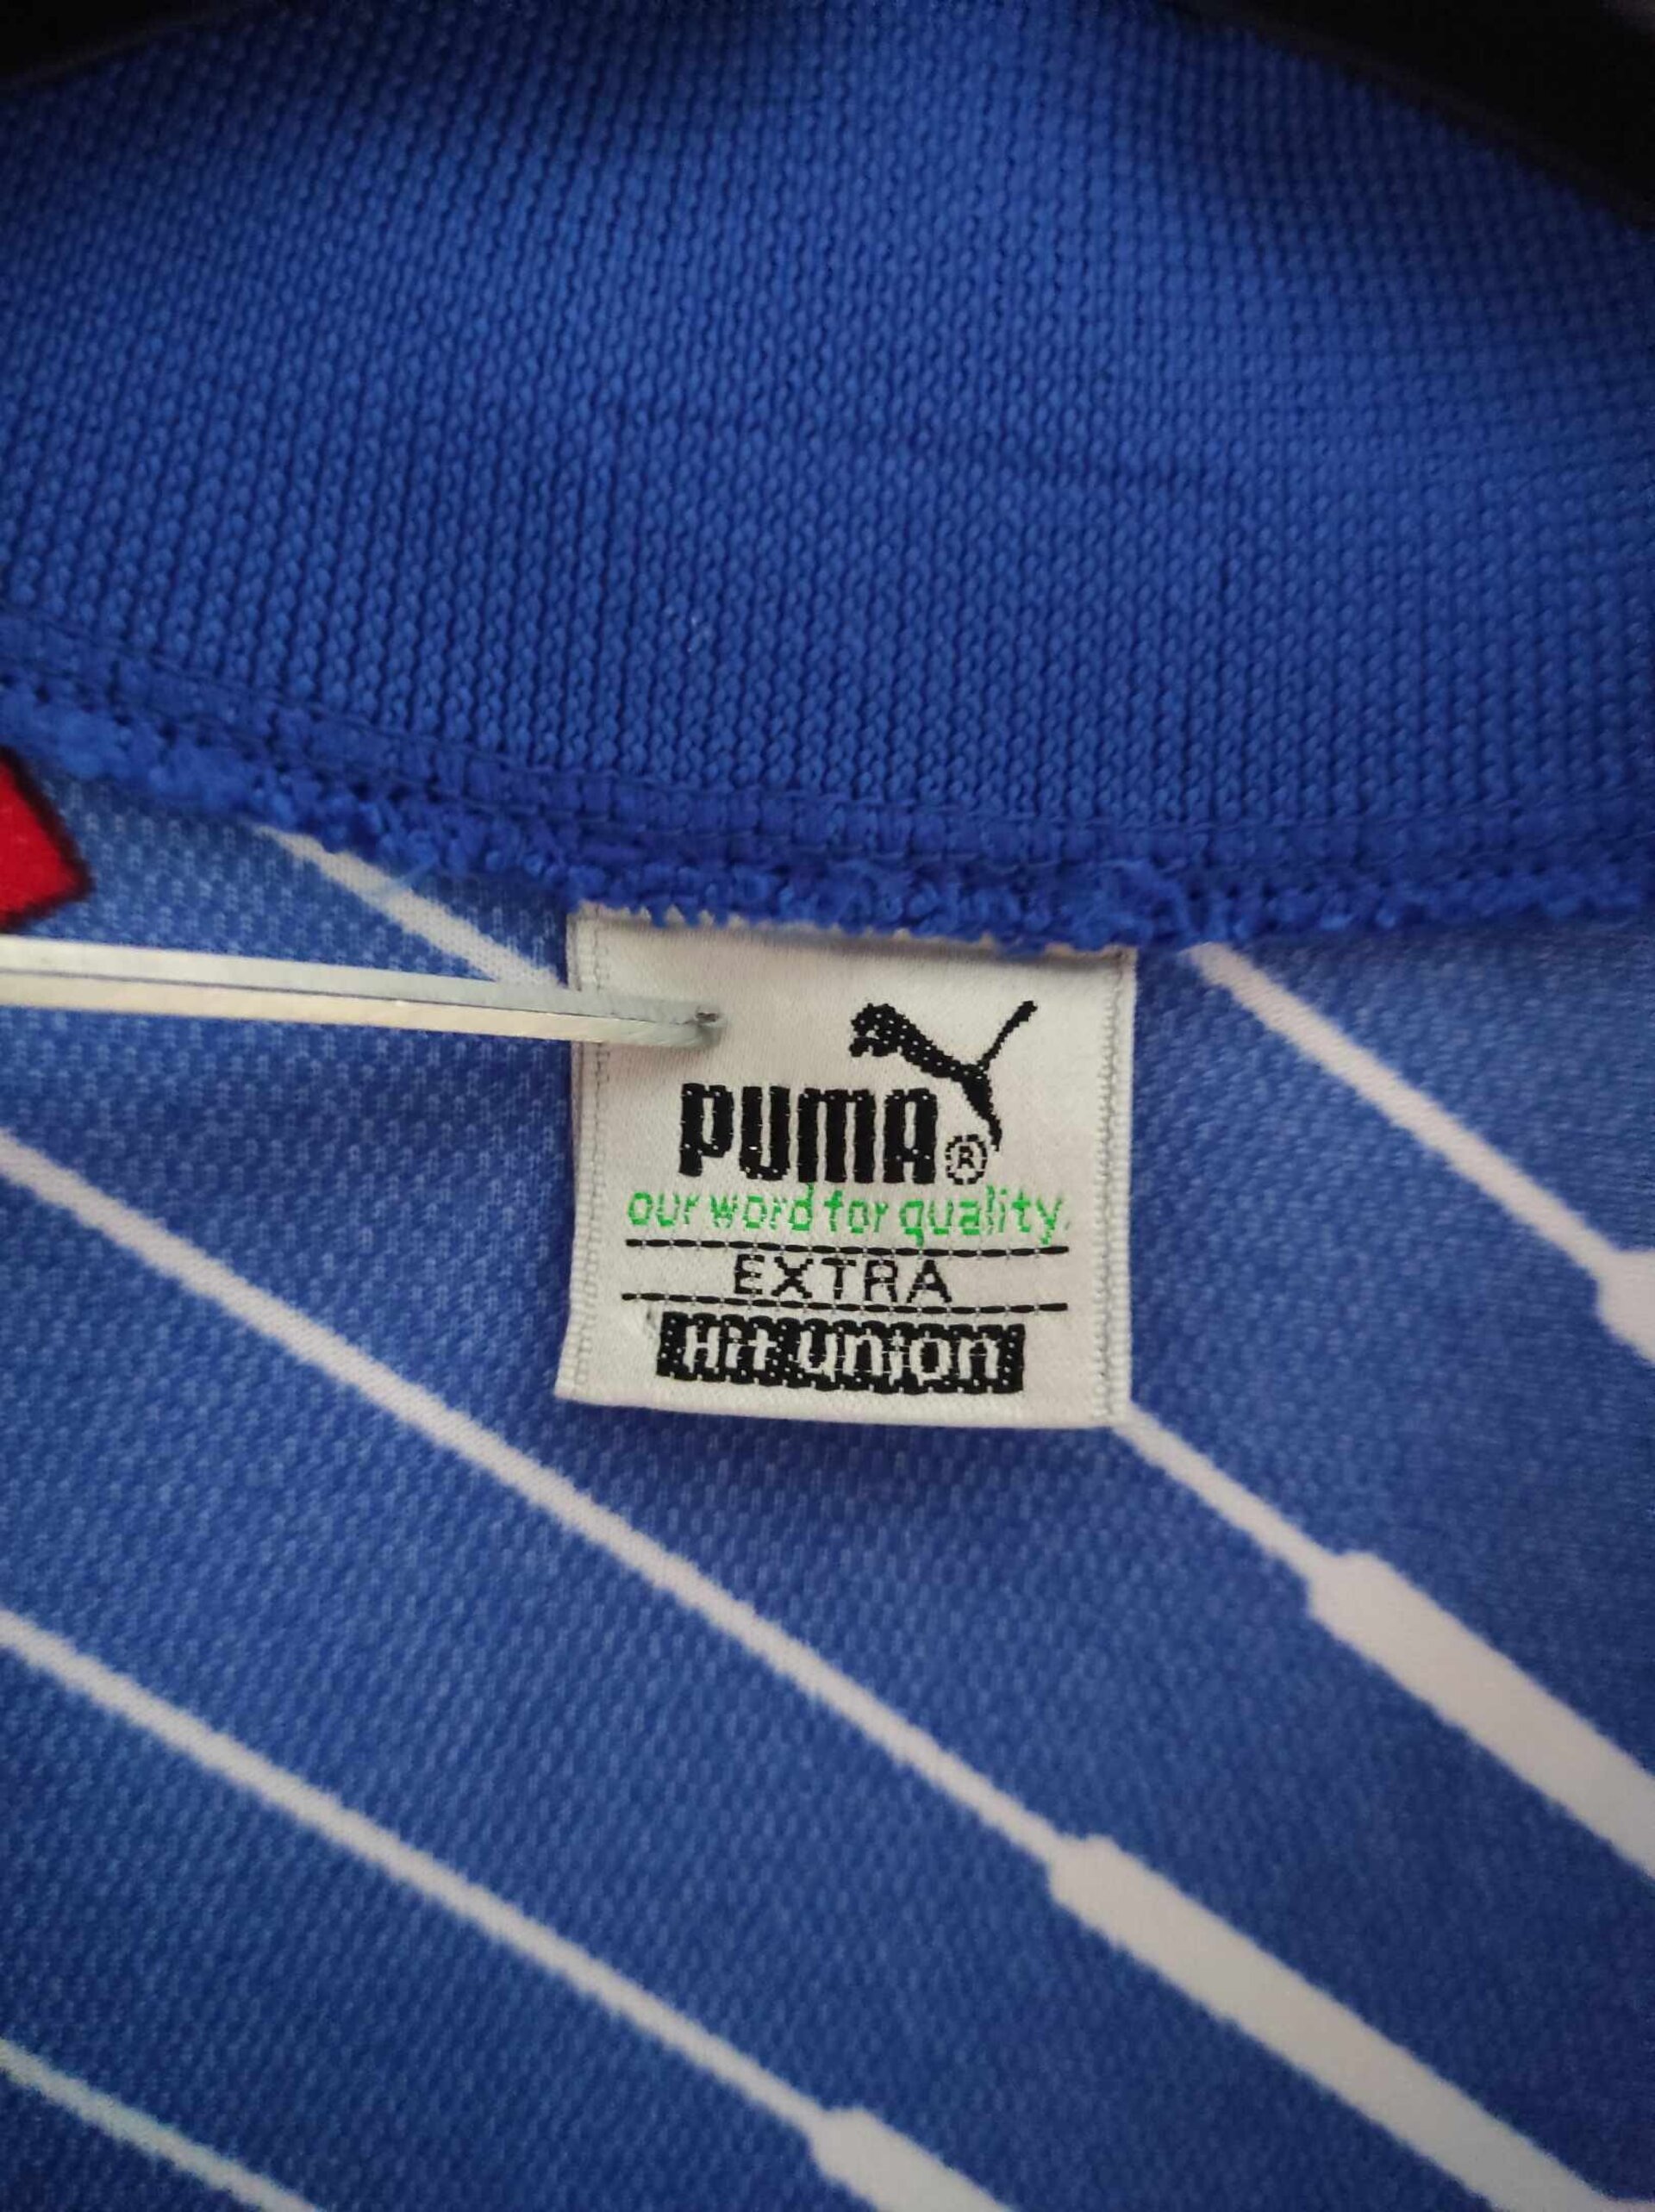 PUMA®
our word for quality.
EXTRA
Hit union